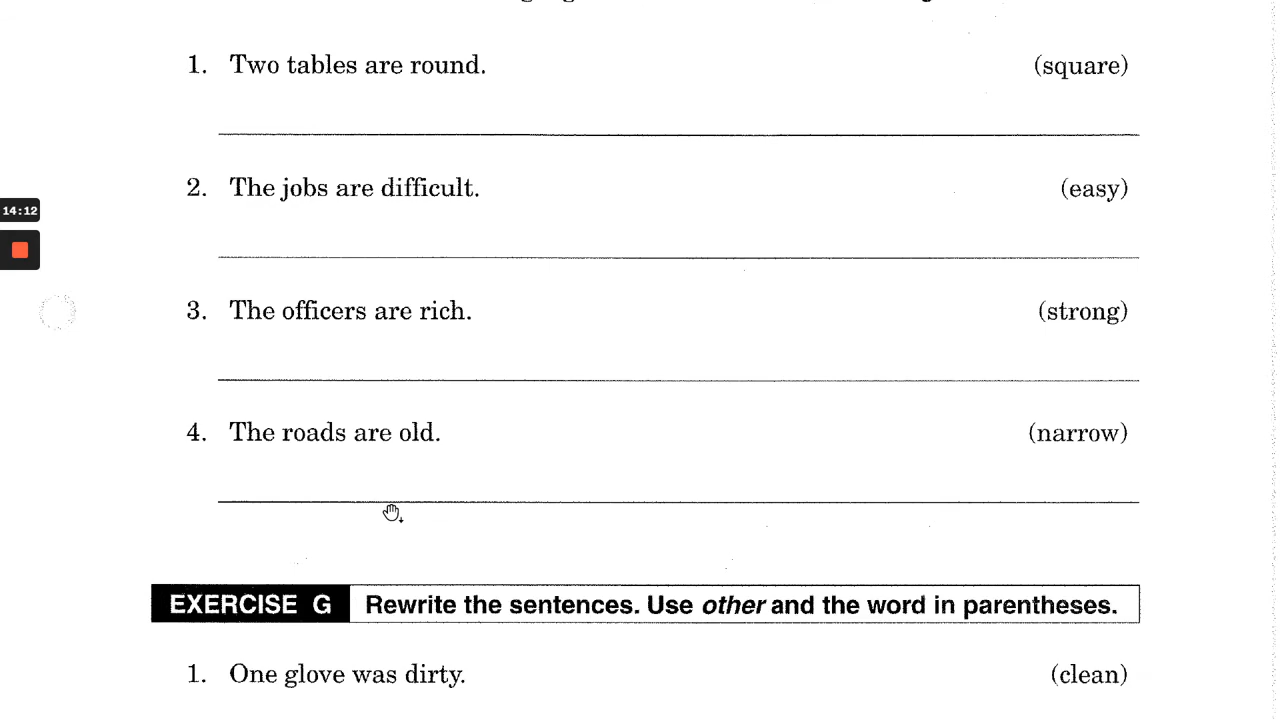 1. Two tables are round. (square)
2. The jobs are difficult. (easy)
14:12
3. The officers are rich. (strong)
4. The roads are old. (narrow)
EXERCISE G Rewrite the sentences. Use other and the word in parentheses.
1. One glove was dirty. (clean)